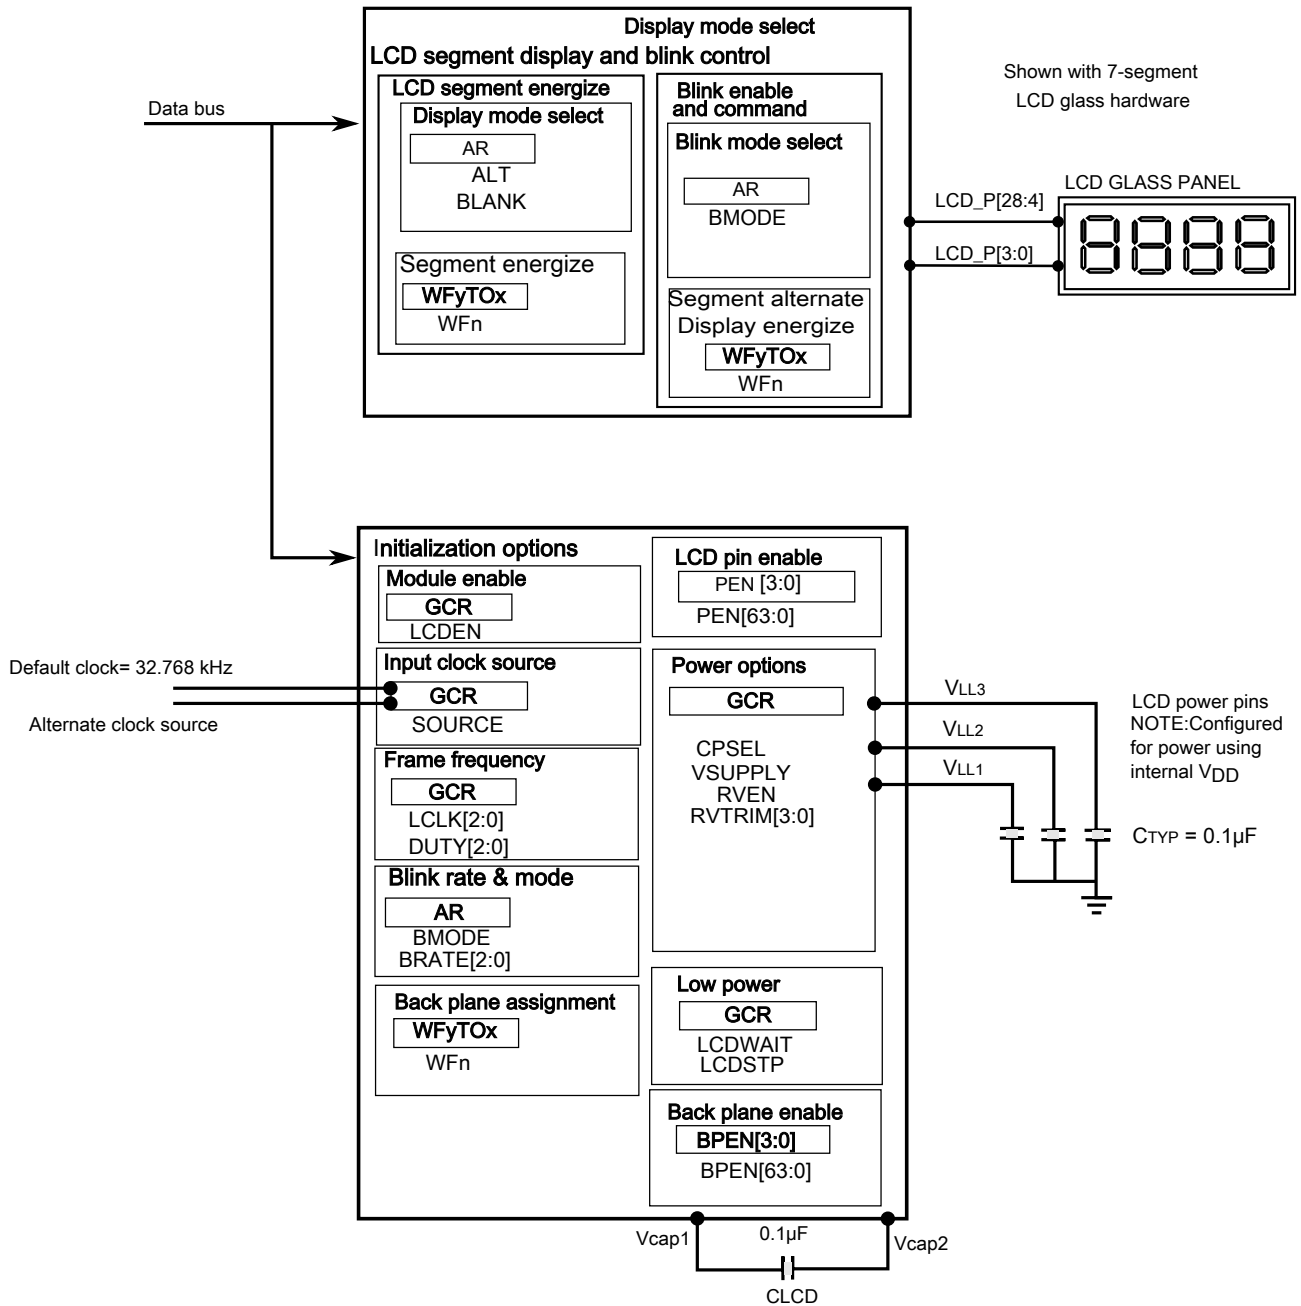 Display mode select
LCD segment display and blink control
LCD segment energize
Display mode select
AR
ALT
BLANK
Segment energize
WFyTOx
WFn
Blink enable
and command
Blink mode select
AR
BMODE
Segment alternate
Display energize
WFyTOx
WFn
Data bus
Shown with 7-segment
LCD glass hardware
LCD_P[28:4]
LCD_P[3:0]
LCD GLASS PANEL
8888
Initialization options
Module enable
GCR
LCDEN
Input clock source
GCR
SOURCE
Frame frequency
GCR
LCLK[2:0]
DUTY[2:0]
Blink rate & mode
AR
BMODE
BRATE[2:0]
Back plane assignment
WFyTOx
WFn
LCD pin enable
PEN [3:0]
PEN[63:0]
Power options
GCR
CPSEL
VSUPPLY
RVEN
RVTRIM[3:0]
Low power
GCR
LCDWAIT
LCDSTP
Back plane enable
BPEN[3:0]
BPEN[63:0]
Default clock= 32.768 kHz
Alternate clock source
VLL3
VLL2
VLL1
LCD power pins
NOTE:Configured
for power using
internal VDD
CTYP = 0.1µF
Vcap1
0.1µF
Vcap2
CLCD